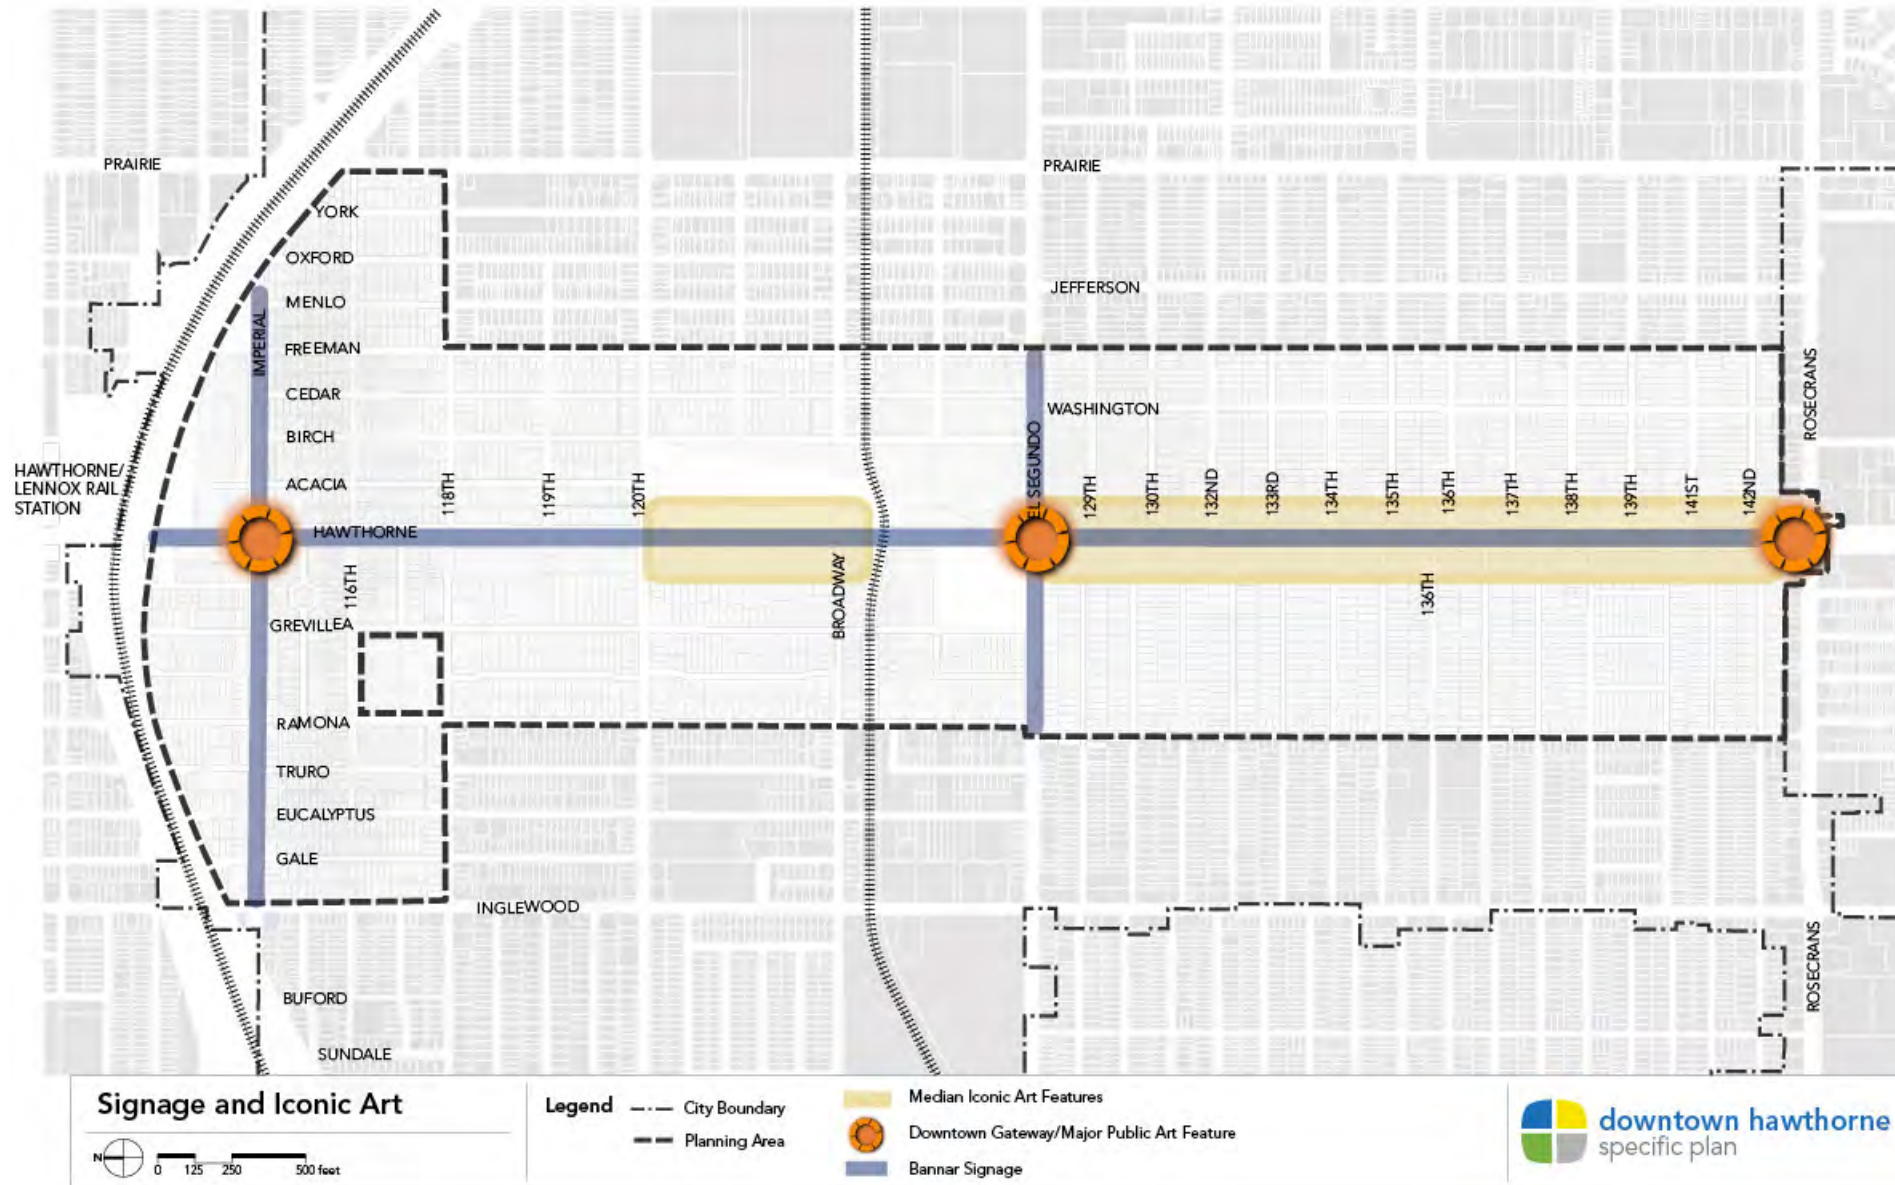 PRAIRIE
PRAIRIE
YORK
OXFORD
JEFFERSON
MENLO
IMPERIAL
FREEMAN
ROSECRANS
CEDAR
WASHINGTON
BIRCH
EL SEGUNDO
HAWTHORNE/
LENNOX RAIL
STATION
ACACIA
118TH
119TH
120TH
129TH
130TH
132ND
133RD
134TH
135TH
136TH
137TH
138TH
139TH
141ST
142ND
HAWTHORNE
116TH
BROADWAY
136TH
GREVILLEA
RAMONA
TRURO
EUCALYPTUS
GALE
INGLEWOOD
ROSECRANS
BUFORD
SUNDALE
Signage and Iconic Art
N
0 125 250 500 feet
Legend
City Boundary
Planning Area
Median Iconic Art Features
Downtown Gateway/Major Public Art Feature
Bannar Signage
downtown hawthorne
specific plan